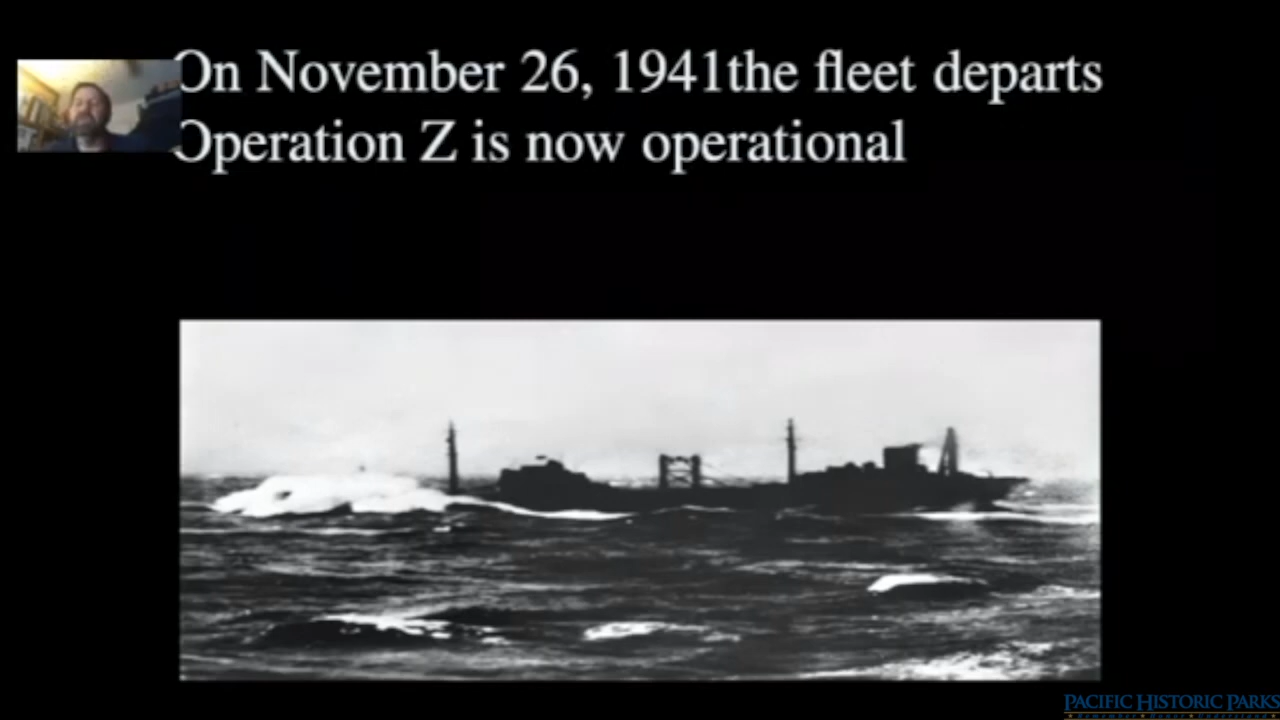 On November 26, 1941the fleet departs
Operation Z is now operational
PACIFIC HISTORIC PARKS